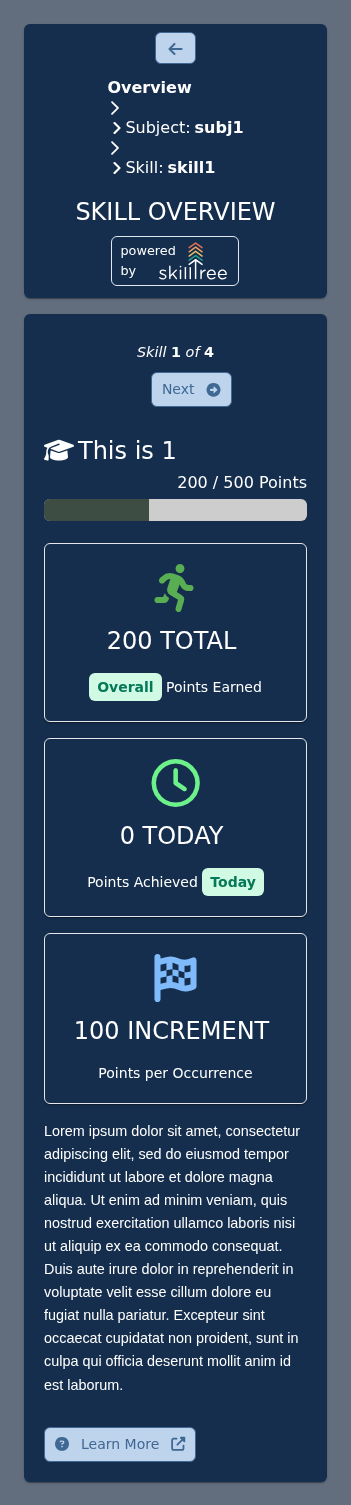 Overview
Subject: subj1
Skill: skill1
SKILL OVERVIEW
powered
by
skilltree
Skill 1 of 4
Next
This is 1
200 / 500 Points
200 TOTAL
Overall Points Earned
0 TODAY
Points Achieved Today
100 INCREMENT
Points per Occurrence
Lorem ipsum dolor sit amet, consectetur
adipiscing elit, sed do eiusmod tempor
incididunt ut labore et dolore magna
aliqua. Ut enim ad minim veniam, quis
nostrud exercitation ullamco laboris nisi
ut aliquip ex ea commodo consequat.
Duis aute irure dolor in reprehenderit in
voluptate velit esse cillum dolore eu
fugiat nulla pariatur. Excepteur sint
occaecat cupidatat non proident, sunt in
culpa qui officia deserunt mollit anim id
est laborum.
Learn More